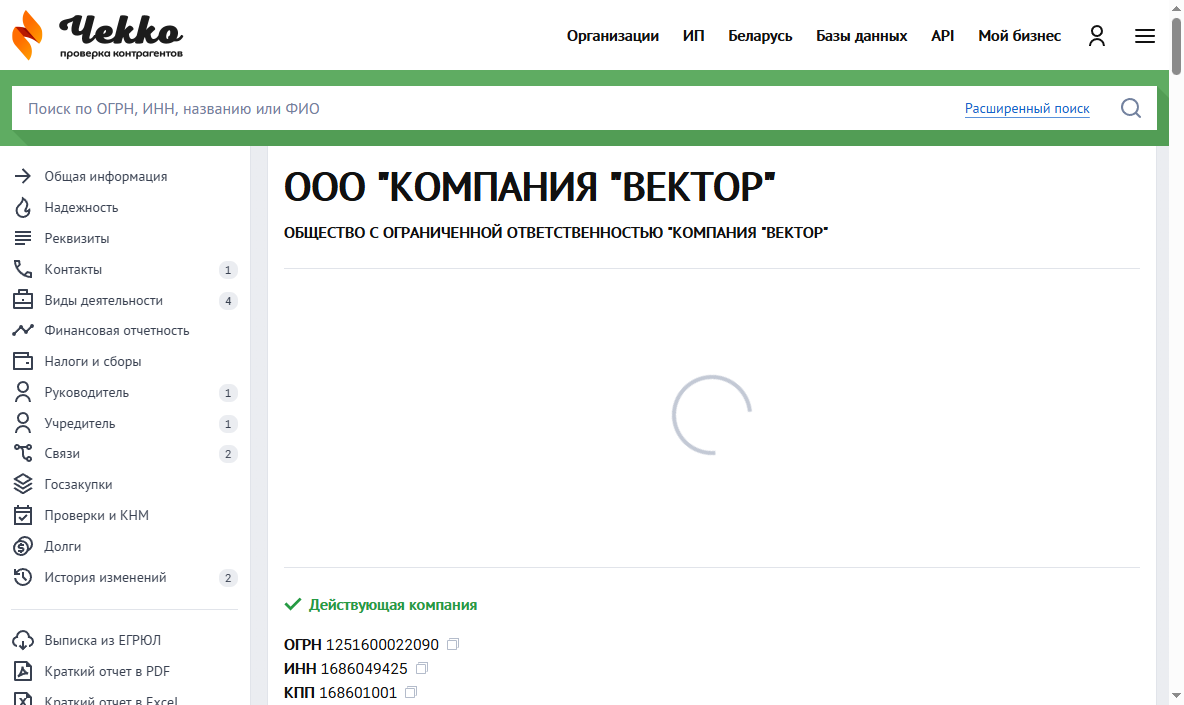 Чекко
проверка контрагентов
Организации ИП Беларусь Базы данных API Мой бизнес
Поиск по ОГРН, ИНН, названию или ФИО Расширенный поиск
Общая информация
Надежность
Реквизиты
Контакты 1
Виды деятельности 4
Финансовая отчетность
Налоги и сборы
Руководитель 1
Учредитель 1
Связи 2
Госзакупки
Проверки и КНМ
Долги
История изменений 2
Выписка из ЕГРЮЛ
Краткий отчет в PDF
Краткий отчет в Excel
ООО "КОМПАНИЯ "ВЕКТОР"
ОБЩЕСТВО С ОГРАНИЧЕННОЙ ОТВЕТСТВЕННОСТЬЮ "КОМПАНИЯ "ВЕКТОР"
Действующая компания
ОГРН 1251600022090
ИНН 1686049425
КПП 168601001